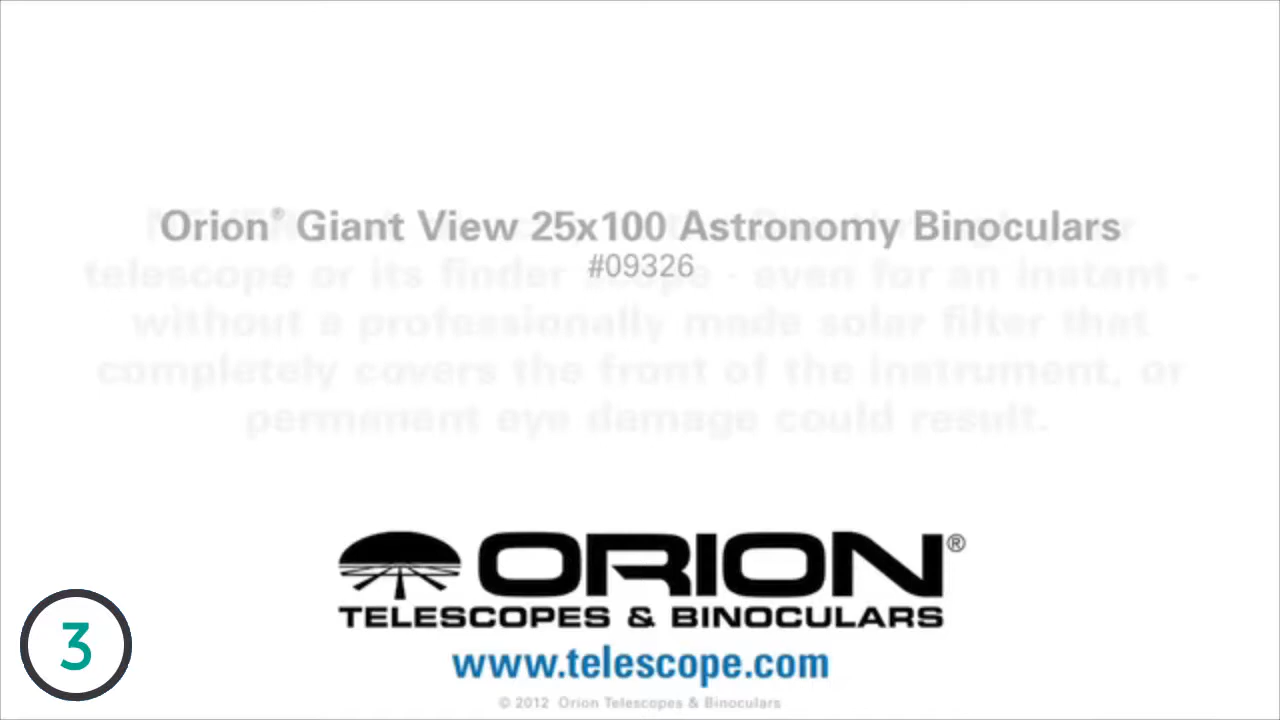 Orion® Giant View 25x100 Astronomy Binoculars
#09326
telescope or its finder scope - even for an instant -
without a professionally made solar filter that
completely covers the front of the instrument, or
permanent eye damage could result.
ORION®
TELESCOPES & BINOCULARS
www.telescope.com
© 2012 Orion Telescopes & Binoculars
3